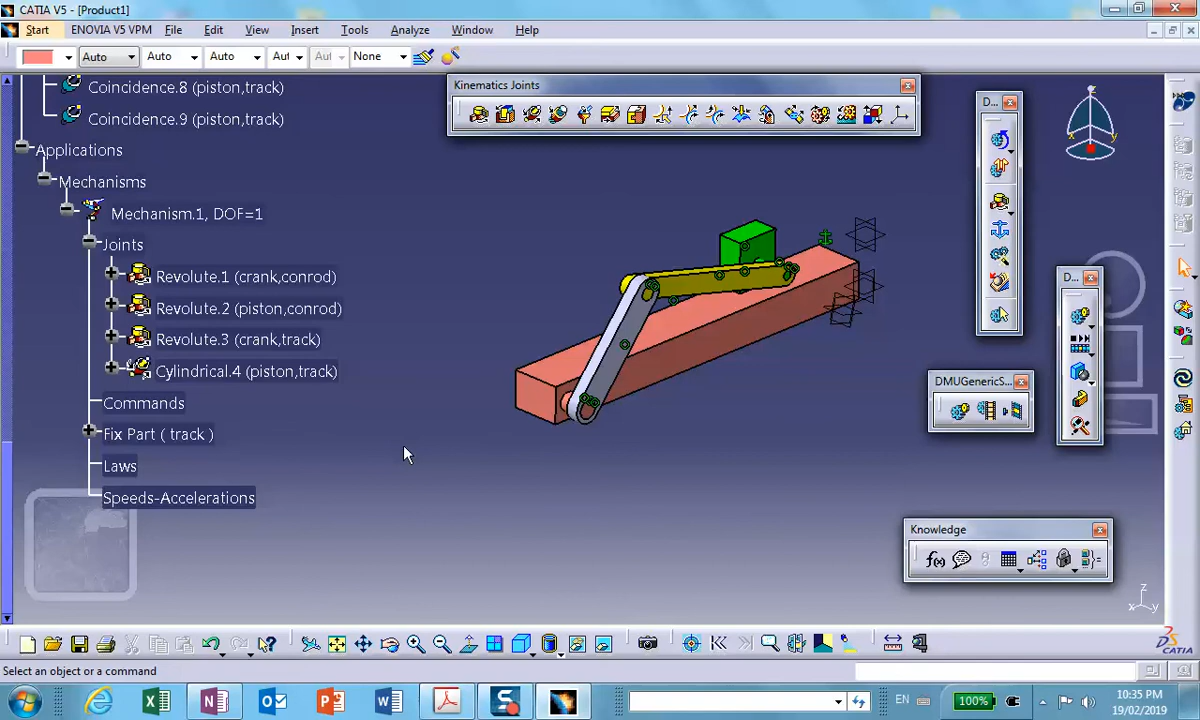 CATIA V5 - [Product1]
Start ENOVIA V5 VPM File Edit View Insert Tools Analyze Window Help
Auto Auto Auto Aut Aut None
Coincidence.8 (piston,track)
Coincidence.9 (piston,track)
Applications
Mechanisms
Mechanism.1, DOF=1
Joints
Revolute.1 (crank,conrod)
Revolute.2 (piston,conrod)
Revolute.3 (crank,track)
Cylindrical.4 (piston,track)
Commands
Fix Part ( track )
Laws
Speeds-Accelerations
Kinematics Joints
D...
z
x y
D...
DMUGenericS...
Knowledge
f(x)
z
x y
CATIA
Select an object or a command
EN
100%
10:35 PM
19/02/2019